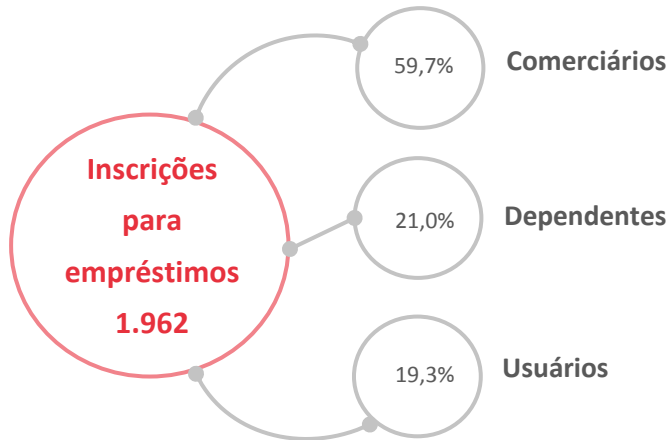 Inscrições
para
empréstimos
1.962
59,7%
Comerciários
21,0%
Dependentes
19,3%
Usuários